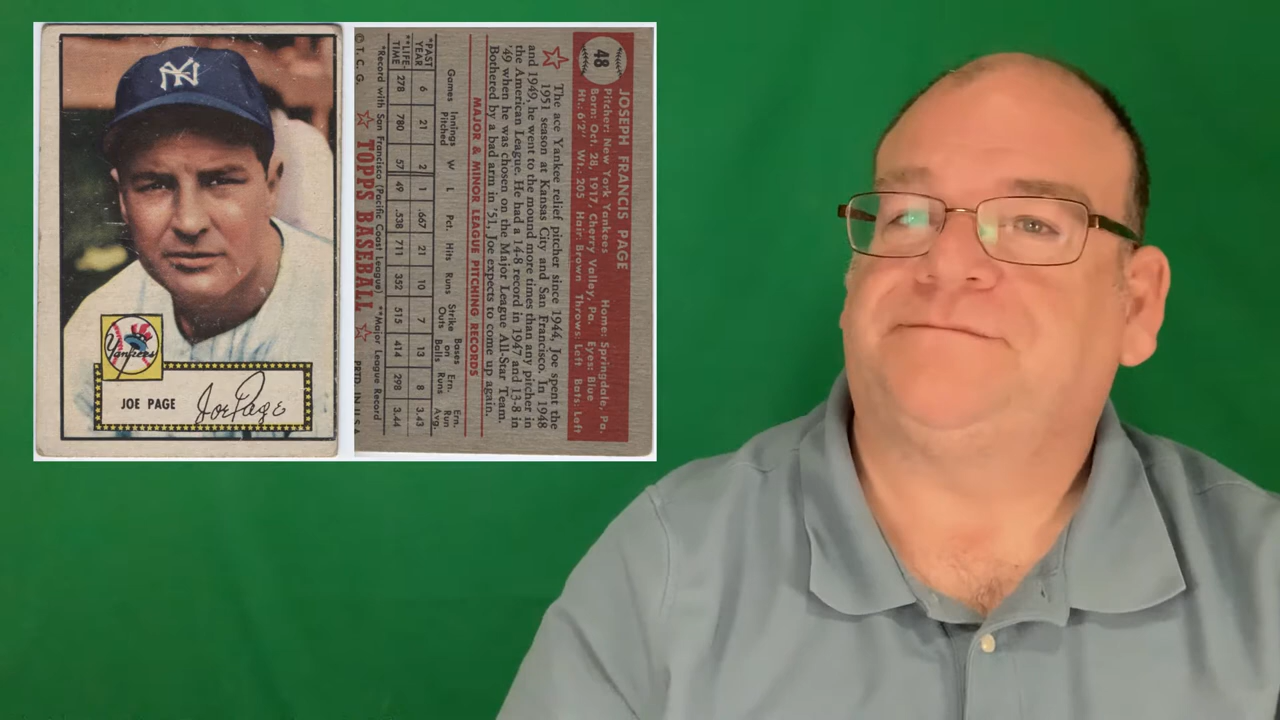 NY
Yankees
JOE PAGE
Joe Page
48
JOSEPH FRANCIS PAGE
Pitcher: New York Yankees Home: Springdale, Pa.
Born: Oct. 28, 1917, Cherry Valley, Pa. Eyes: Blue
Ht.: 6'2" Wt.: 205 Hair: Brown Throws: Left Bats: Left
The ace Yankee relief pitcher since 1944, Joe spent the
1951 season at Kansas City and San Francisco. In 1948
and 1949, he went to the mound more times than any pitcher in
the American League. He had a 14-8 record in 1947 and 13-8 in
'49 when he was chosen on the Major League All-Star Team.
Bothered by a bad arm in '51, Joe expects to come up again.
MAJOR & MINOR LEAGUE PITCHING RECORDS
Games Innings Pitched W L Pct. Hits Runs Strike Outs Bases on Balls Ern. Runs Ern. Run Avg.
*PAST YEAR 6 21 2 1 .667 21 10 7 13 8 3.43
**LIFE-TIME 278 780 57 49 .538 711 352 515 414 298 3.44
*Record with San Francisco (Pacific Coast League) **Major League Record
© T. C. G. TOPPS BASEBALL PRTD. IN U.S.A.